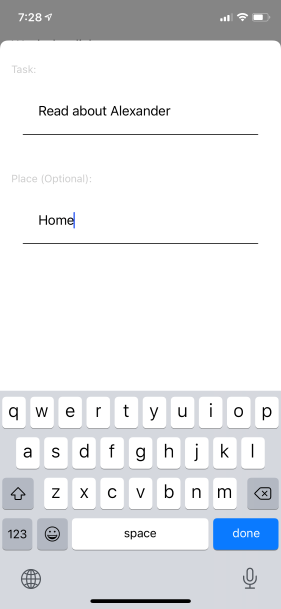 7:28
Task:
Read about Alexander
Place (Optional):
Home
q w e r t y u i o p
a s d f g h j k l
z x c v b n m
123 space done